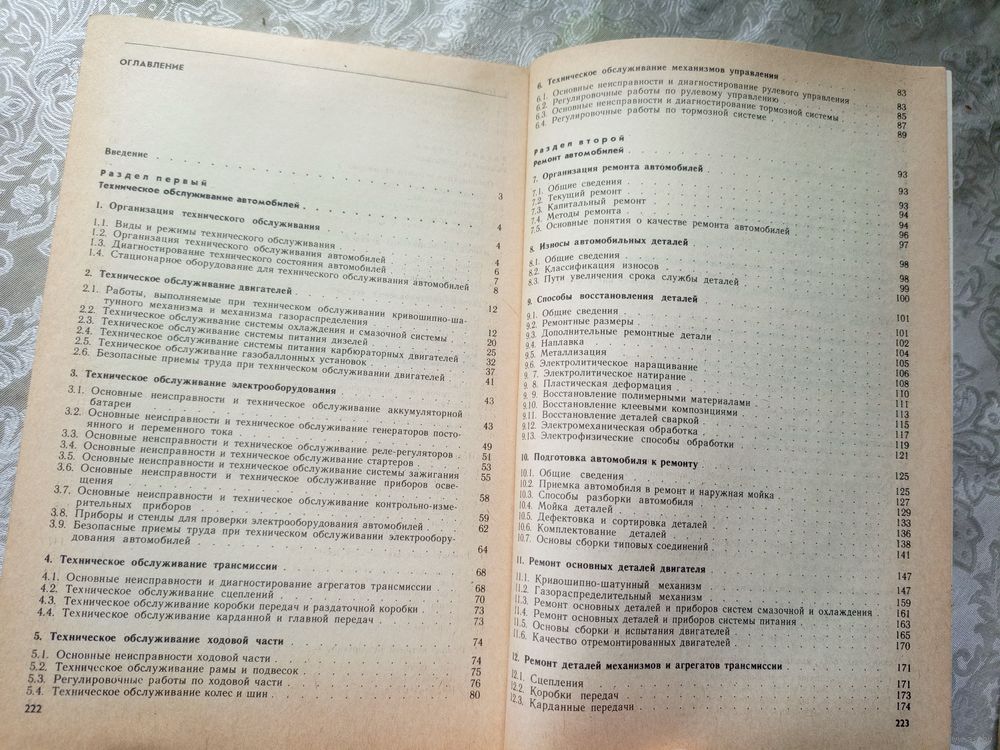 ОГЛАВЛЕНИЕ
Введение 3
Раздел первый
Техническое обслуживание автомобилей 4
1. Организация технического обслуживания 4
1.1. Виды и режимы технического обслуживания 4
1.2. Организация технического обслуживания автомобилей 6
1.3. Диагностирование технического состояния автомобилей 7
1.4. Стационарное оборудование для технического обслуживания автомобилей 8
2. Техническое обслуживание двигателей 12
2.1. Работы, выполняемые при техническом обслуживании кривошипно-ша-
тунного механизма и механизма газораспределения 12
2.2. Техническое обслуживание системы охлаждения и смазочной системы 20
2.3. Техническое обслуживание системы питания дизелей 25
2.4. Техническое обслуживание системы питания карбюраторных двигателей 32
2.5. Техническое обслуживание газобаллонных установок 37
2.6. Безопасные приемы труда при техническом обслуживании двигателей 41
3. Техническое обслуживание электрооборудования 43
3.1. Основные неисправности и техническое обслуживание аккумуляторной
батареи 43
3.2. Основные неисправности и техническое обслуживание генераторов посто-
янного и переменного тока 49
3.3. Основные неисправности и техническое обслуживание реле-регуляторов 51
3.4. Основные неисправности и техническое обслуживание стартеров 53
3.5. Основные неисправности и техническое обслуживание системы зажигания 55
3.6. Основные неисправности и техническое обслуживание приборов осве-
щения 58
3.7. Основные неисправности и техническое обслуживание контрольно-изме-
рительных приборов 59
3.8. Приборы и стенды для проверки электрооборудования автомобилей 62
3.9. Безопасные приемы труда при техническом обслуживании электрообору-
дования автомобилей 64
4. Техническое обслуживание трансмиссии 68
4.1. Основные неисправности и диагностирование агрегатов трансмиссии 68
4.2. Техническое обслуживание сцеплений 70
4.3. Техническое обслуживание коробки передач и раздаточной коробки 73
4.4. Техническое обслуживание карданной и главной передач 73
5. Техническое обслуживание ходовой части 74
5.1. Основные неисправности ходовой части 74
5.2. Техническое обслуживание рамы и подвесок 75
5.3. Регулировочные работы по ходовой части 76
5.4. Техническое обслуживание колес и шин 80
222
6. Техническое обслуживание механизмов управления 83
6.1. Основные неисправности и диагностирование рулевого управления 83
6.2. Регулировочные работы по рулевому управлению 85
6.3. Основные неисправности и диагностирование тормозной системы 87
6.4. Регулировочные работы по тормозной системе 89
Раздел второй
Ремонт автомобилей 93
7. Организация ремонта автомобилей 93
7.1. Общие сведения 93
7.2. Текущий ремонт 94
7.3. Капитальный ремонт 94
7.4. Методы ремонта 96
7.5. Основные понятия о качестве ремонта автомобилей 97
8. Износы автомобильных деталей 98
8.1. Общие сведения 98
8.2. Классификация износов 99
8.3. Пути увеличения срока службы деталей 100
9. Способы восстановления деталей 101
9.1. Общие сведения 101
9.2. Ремонтные размеры 102
9.3. Дополнительные ремонтные детали 104
9.4. Наплавка 105
9.5. Металлизация 106
9.6. Электролитическое наращивание 108
9. 7. Электролитическое натирание 110
9. 8. Пластическая деформация 111
9. 9. Восстановление полимерными материалами 113
9.10. Восстановление клеевыми композициями 115
9.11. Восстановление деталей сваркой 117
9.12. Электромеханическая обработка 119
9.13. Электрофизические способы обработки 121
10. Подготовка автомобиля к ремонту 125
10.1. Общие сведения 125
10.2. Приемка автомобиля в ремонт и наружная мойка 127
10.3. Способы разборки автомобиля 129
10.4. Мойка деталей 133
10.5. Дефектовка и сортировка деталей 136
10.6. Комплектование деталей 138
10.7. Основы сборки типовых соединений 141
11. Ремонт основных деталей двигателя 147
11.1. Кривошипно-шатунный механизм 147
11.2. Газораспределительный механизм 159
11.3. Ремонт основных деталей и приборов систем смазочной и охлаждения 161
11.4. Ремонт основных деталей и приборов системы питания 163
11.5. Основы сборки и испытания двигателей 165
11.6. Качество отремонтированных двигателей 170
12. Ремонт деталей механизмов и агрегатов трансмиссии 171
12.1. Сцепления 171
12.2. Коробки передач 173
12.3. Карданные передачи 174
223